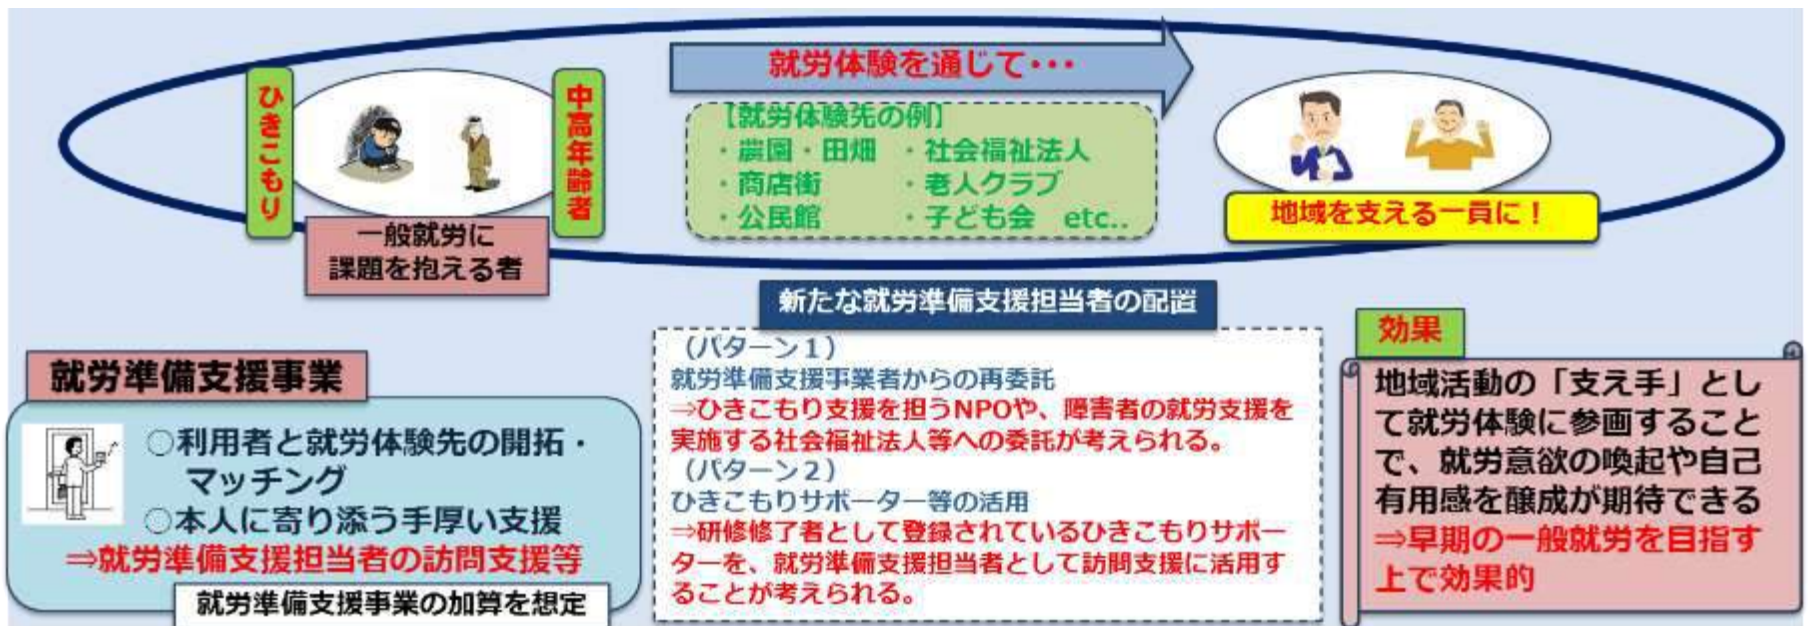 ひきこもり
中高年齢者
一般就労に
課題を抱える者
就労体験を通じて・・・
【就労体験先の例】
・農園・田畑 ・社会福祉法人
・商店街 ・老人クラブ
・公民館 ・子ども会 etc..
地域を支える一員に！
就労準備支援事業
○利用者と就労体験先の開拓・
マッチング
○本人に寄り添う手厚い支援
⇒就労準備支援担当者の訪問支援等
就労準備支援事業の加算を想定
新たな就労準備支援担当者の配置
（パターン１）
就労準備支援事業者からの再委託
⇒ひきこもり支援を担うNPOや、障害者の就労支援を
実施する社会福祉法人等への委託が考えられる。
（パターン２）
ひきこもりサポーター等の活用
⇒研修修了者として登録されているひきこもりサポー
ターを、就労準備支援担当者として訪問支援に活用す
ることが考えられる。
効果
地域活動の「支え手」とし
て就労体験に参画すること
で、就労意欲の喚起や自己
有用感を醸成が期待できる
⇒早期の一般就労を目指す
上で効果的